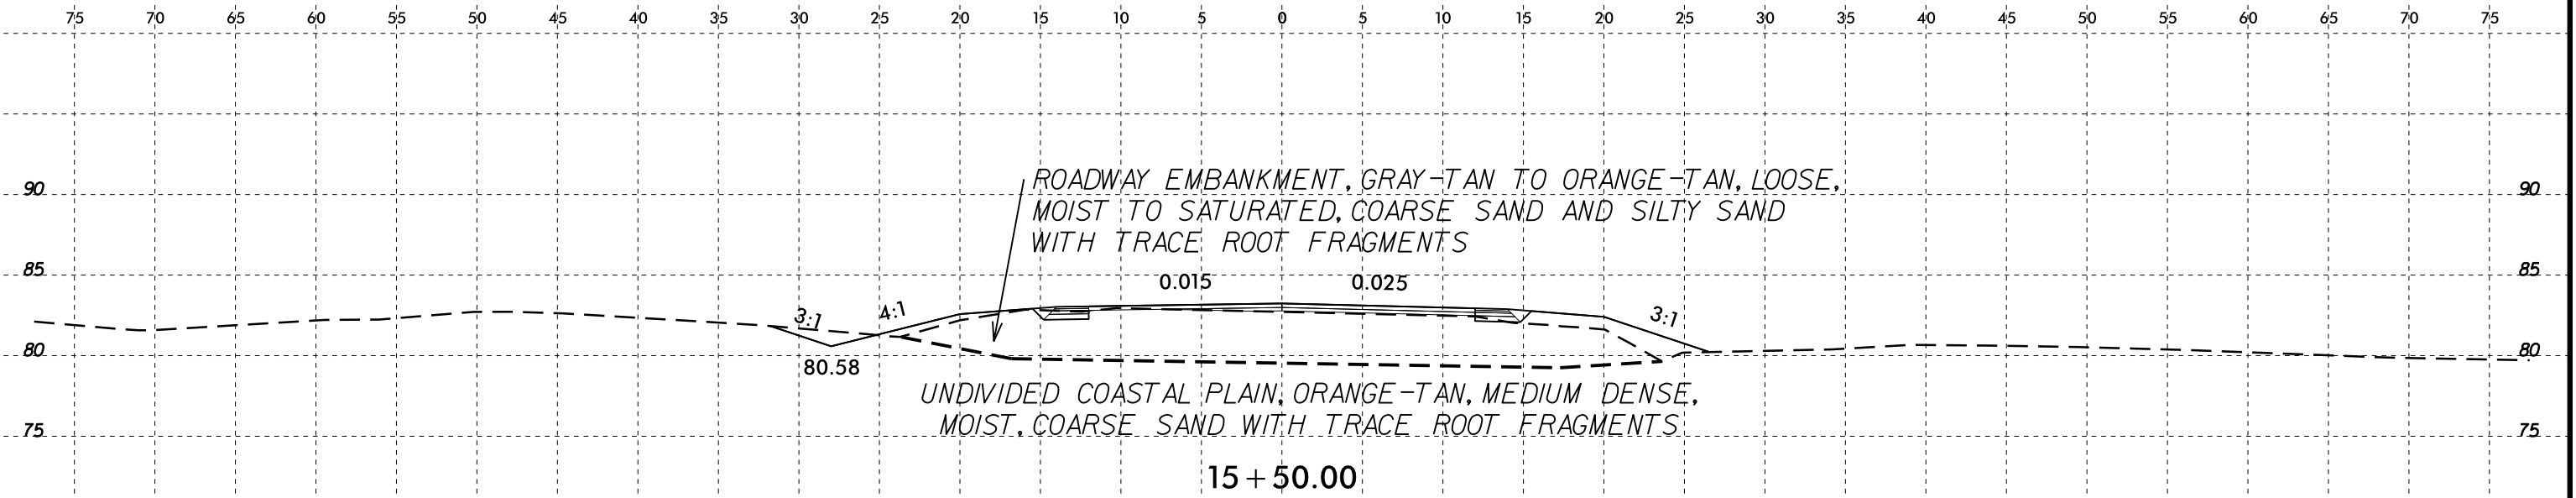 75 70 65 60 55 50 45 40 35 30 25 20 15 10 5 0 5 10 15 20 25 30 35 40 45 50 55 60 65 70 75
90 ROADWAY EMBANKMENT, GRAY-TAN TO ORANGE-TAN, LOOSE, 90
MOIST TO SATURATED, COARSE SAND AND SILTY SAND
WITH TRACE ROOT FRAGMENTS
85 0.015 0.025 85
3:1 4:1 3:1
80 80.58 80
UNDIVIDED COASTAL PLAIN, ORANGE-TAN, MEDIUM DENSE,
75 MOIST, COARSE SAND WITH TRACE ROOT FRAGMENTS 75
15+50.00